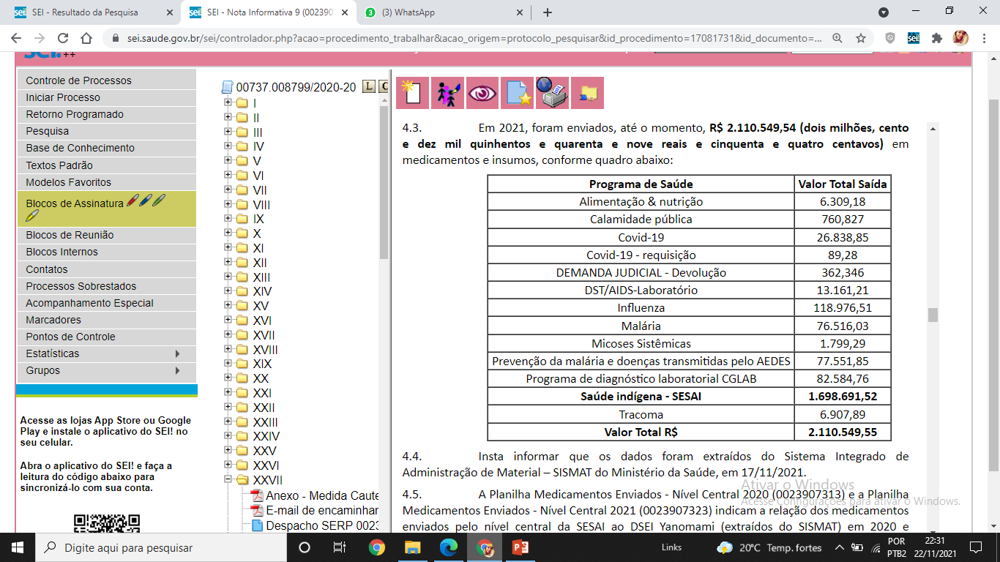 SEI - Resultado da Pesquisa
SEI - Nota Informativa 9 (002390
(3) WhatsApp
sei.saude.gov.br/sei/controlador.php?acao=procedimento_trabalhar&acao_origem=protocolo_pesquisar&id_procedimento=17081731&id_documento=...
Controle de Processos
Iniciar Processo
Retorno Programado
Pesquisa
Base de Conhecimento
Textos Padrão
Modelos Favoritos
Blocos de Assinatura
Blocos de Reunião
Blocos Internos
Contatos
Processos Sobrestados
Acompanhamento Especial
Marcadores
Pontos de Controle
Estatísticas
Grupos
Acesse as lojas App Store ou Google
Play e instale o aplicativo do SEI! no
seu celular.
Abra o aplicativo do SEI! e faça a
leitura do código abaixo para
sincronizá-lo com sua conta.
00737.008799/2020-20 L C
I
II
III
IV
V
VI
VII
VIII
IX
X
XI
XII
XIII
XIV
XV
XVI
XVII
XVIII
XIX
XX
XXI
XXII
XXIII
XXIV
XXV
XXVI
XXVII
Anexo - Medida Caute
E-mail de encaminhar
Despacho SERP 0023
4.3. Em 2021, foram enviados, até o momento, R$ 2.110.549,54 (dois milhões, cento
e dez mil quinhentos e quarenta e nove reais e cinquenta e quatro centavos) em
medicamentos e insumos, conforme quadro abaixo:
Programa de Saúde Valor Total Saída
Alimentação & nutrição 6.309,18
Calamidade pública 760,827
Covid-19 26.838,85
Covid-19 - requisição 89,28
DEMANDA JUDICIAL - Devolução 362,346
DST/AIDS-Laboratório 13.161,21
Influenza 118.976,51
Malária 76.516,03
Micoses Sistêmicas 1.799,29
Prevenção da malária e doenças transmitidas pelo AEDES 77.551,85
Programa de diagnóstico laboratorial CGLAB 82.584,76
Saúde indígena - SESAI 1.698.691,52
Tracoma 6.907,89
Valor Total R$ 2.110.549,55
4.4. Insta informar que os dados foram extraídos do Sistema Integrado de
Administração de Material – SISMAT do Ministério da Saúde, em 17/11/2021.
4.5. A Planilha Medicamentos Enviados - Nível Central 2020 (0023907313) e a Planilha
Medicamentos Enviados - Nível Central 2021 (0023907323) indicam a relação dos medicamentos
enviados pelo nível central da SESAI ao DSEI Yanomami (extraídos do SISMAT) em 2020 e
Ativar o Windows
Acesse Configurações para ativar o Windows.
Digite aqui para pesquisar
Links
20°C Temp. fortes
POR
PTB2
22:31
22/11/2021